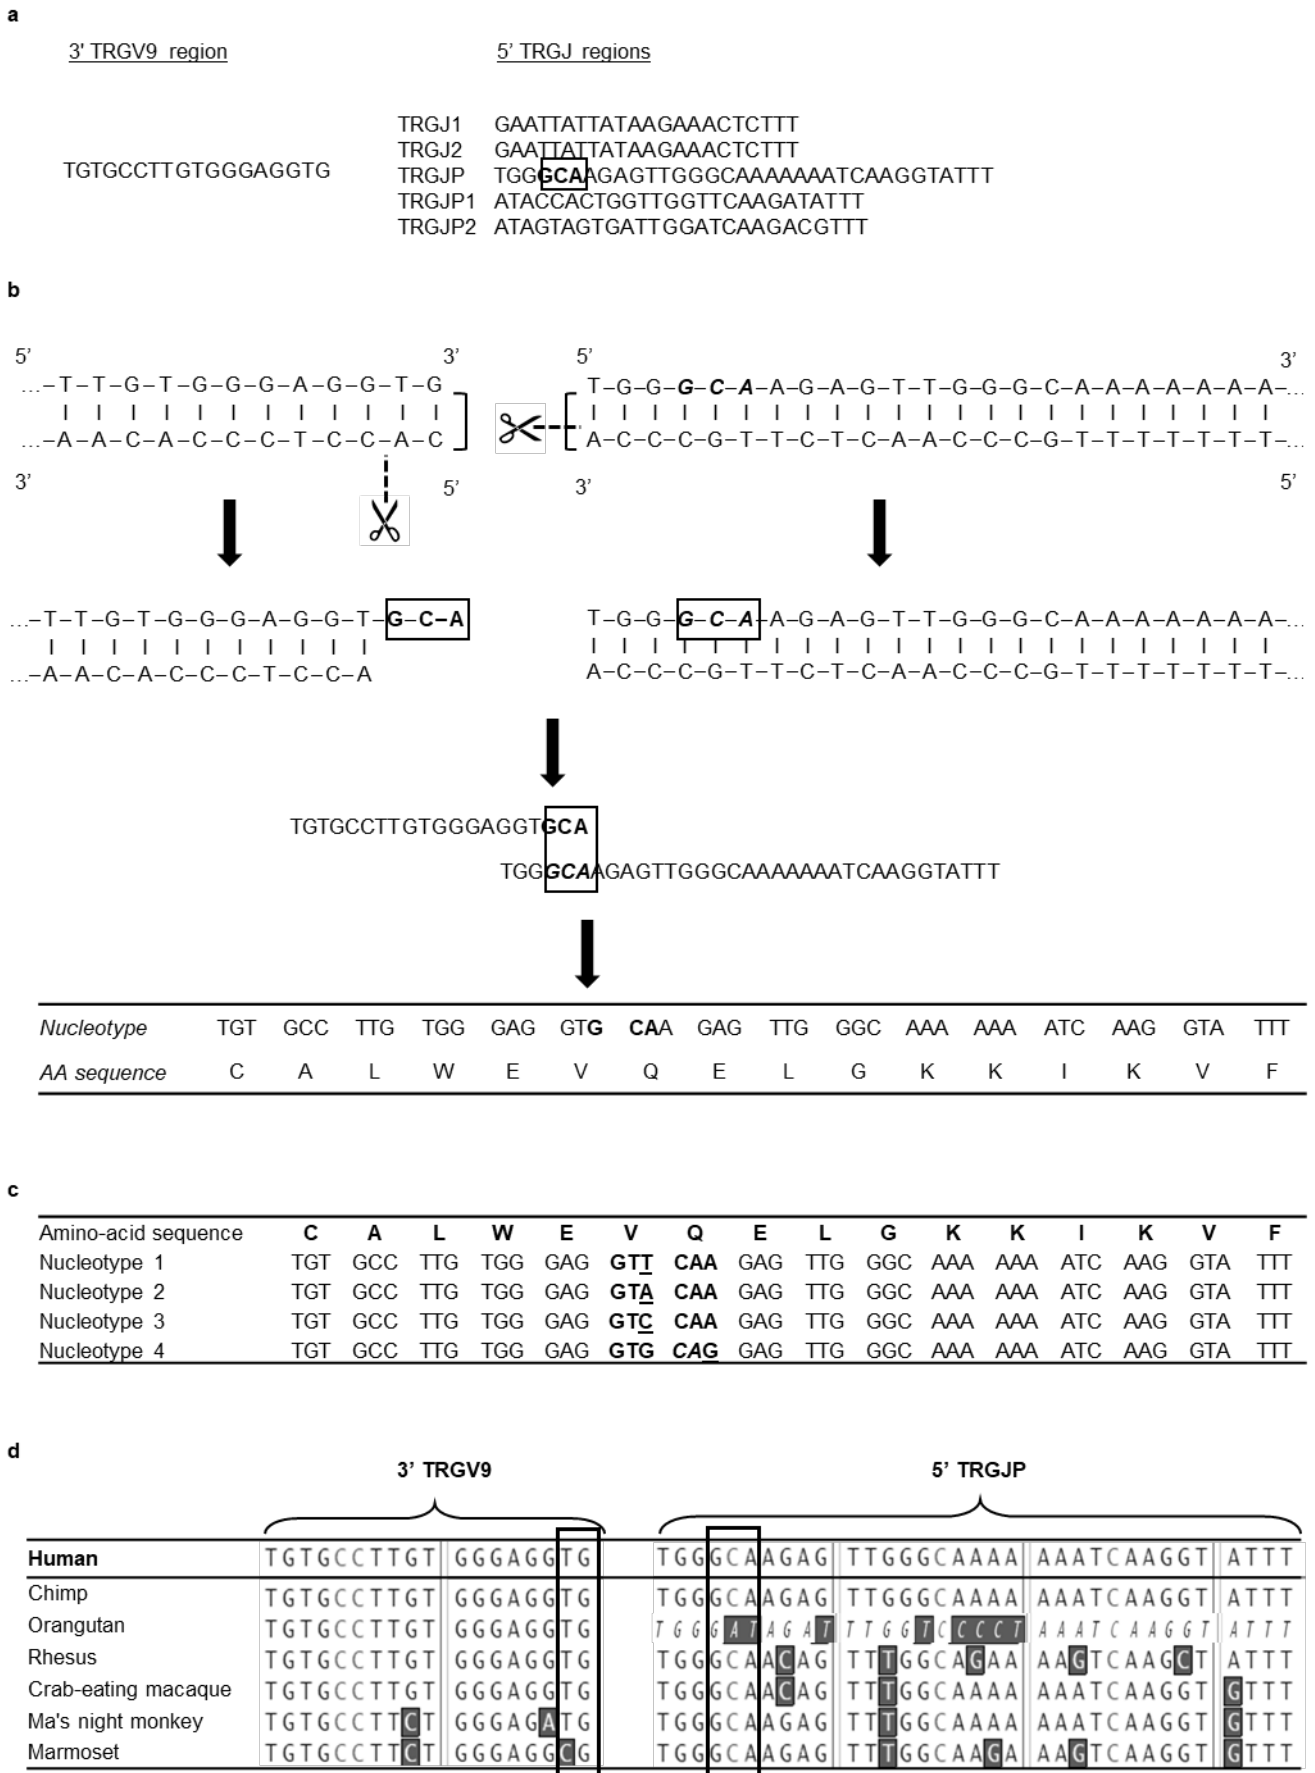 a
3' TRGV9 region 5' TRGJ regions
TRGJ1 GAATTATTATAAGAAACTCTTT
TRGJ2 GAATTATTATAAGAAACTCTTT
TGTGCCTTGTGGGAGGTG
TRGJP TGGGCAAGAGTTGGGCAAAAAAATCAAGGTATTT
TRGJP1 ATACCACTGGTTGGTTCAAGATATTT
TRGJP2 ATAGTAGTGATTGGATCAAGACGTTT
b
5’ 3’ 5’ 3’
...–T–T–G–T–G–G–G–A–G–G–T–G T–G–G–G–C–A–A–G–A–G–T–T–G–G–G–C–A–A–A–A–A–A–A–...
...–A–A–C–A–C–C–C–T–C–C–A–C A–C–C–C–G–T–T–C–T–C–A–A–C–C–C–G–T–T–T–T–T–T–T–...
3’ 5’ 3’ 5’
...–T–T–G–T–G–G–G–A–G–G–T–G–C–A T–G–G–G–C–A–A–G–A–G–T–T–G–G–G–C–A–A–A–A–A–A–A–...
...–A–A–C–A–C–C–C–T–C–C–A A–C–C–C–G–T–T–C–T–C–A–A–C–C–C–G–T–T–T–T–T–T–T–...
TGTGCCTTGTGGGAGGTGCA
TGGGCAAGAGTTGGGCAAAAAAATCAAGGTATTT
Nucleotype TGT GCC TTG TGG GAG GTG CAA GAG TTG GGC AAA AAA ATC AAG GTA TTT
AA sequence C A L W E V Q E L G K K I K V F
c
Amino-acid sequence C A L W E V Q E L G K K I K V F
Nucleotype 1 TGT GCC TTG TGG GAG GTT CAA GAG TTG GGC AAA AAA ATC AAG GTA TTT
Nucleotype 2 TGT GCC TTG TGG GAG GTA CAA GAG TTG GGC AAA AAA ATC AAG GTA TTT
Nucleotype 3 TGT GCC TTG TGG GAG GTC CAA GAG TTG GGC AAA AAA ATC AAG GTA TTT
Nucleotype 4 TGT GCC TTG TGG GAG GTG CAG GAG TTG GGC AAA AAA ATC AAG GTA TTT
d
3’ TRGV9 5’ TRGJP
Human TGTGCCTTGT GGGAGGTG TGGGCAAGAG TTGGGCAAAA AAATCAAGGT ATTT
Chimp TGTGCCTTGT GGGAGGTG TGGGCAAGAG TTGGGCAAAA AAATCAAGGT ATTT
Orangutan TGTGCCTTGT GGGAGGTG TGGGATAGAT TTGGTCCCCT AAATCAAGGT ATTT
Rhesus TGTGCCTTGT GGGAGGTG TGGGCAACAG TTTGGCAGAA AAGTCAAGCT ATTT
Crab-eating macaque TGTGCCTTGT GGGAGGTG TGGGCAACAG TTTGGCAAAA AAATCAAGGT GTTT
Ma's night monkey TGTGCCTTCT GGGAGATG TGGGCAAGAG TTTGGCAAAA AAATCAAGGT GTTT
Marmoset TGTGCCTTCT GGGAGGCG TGGGCAAGAG TTTGGCAAGA AAGTCAAGGT GTTT